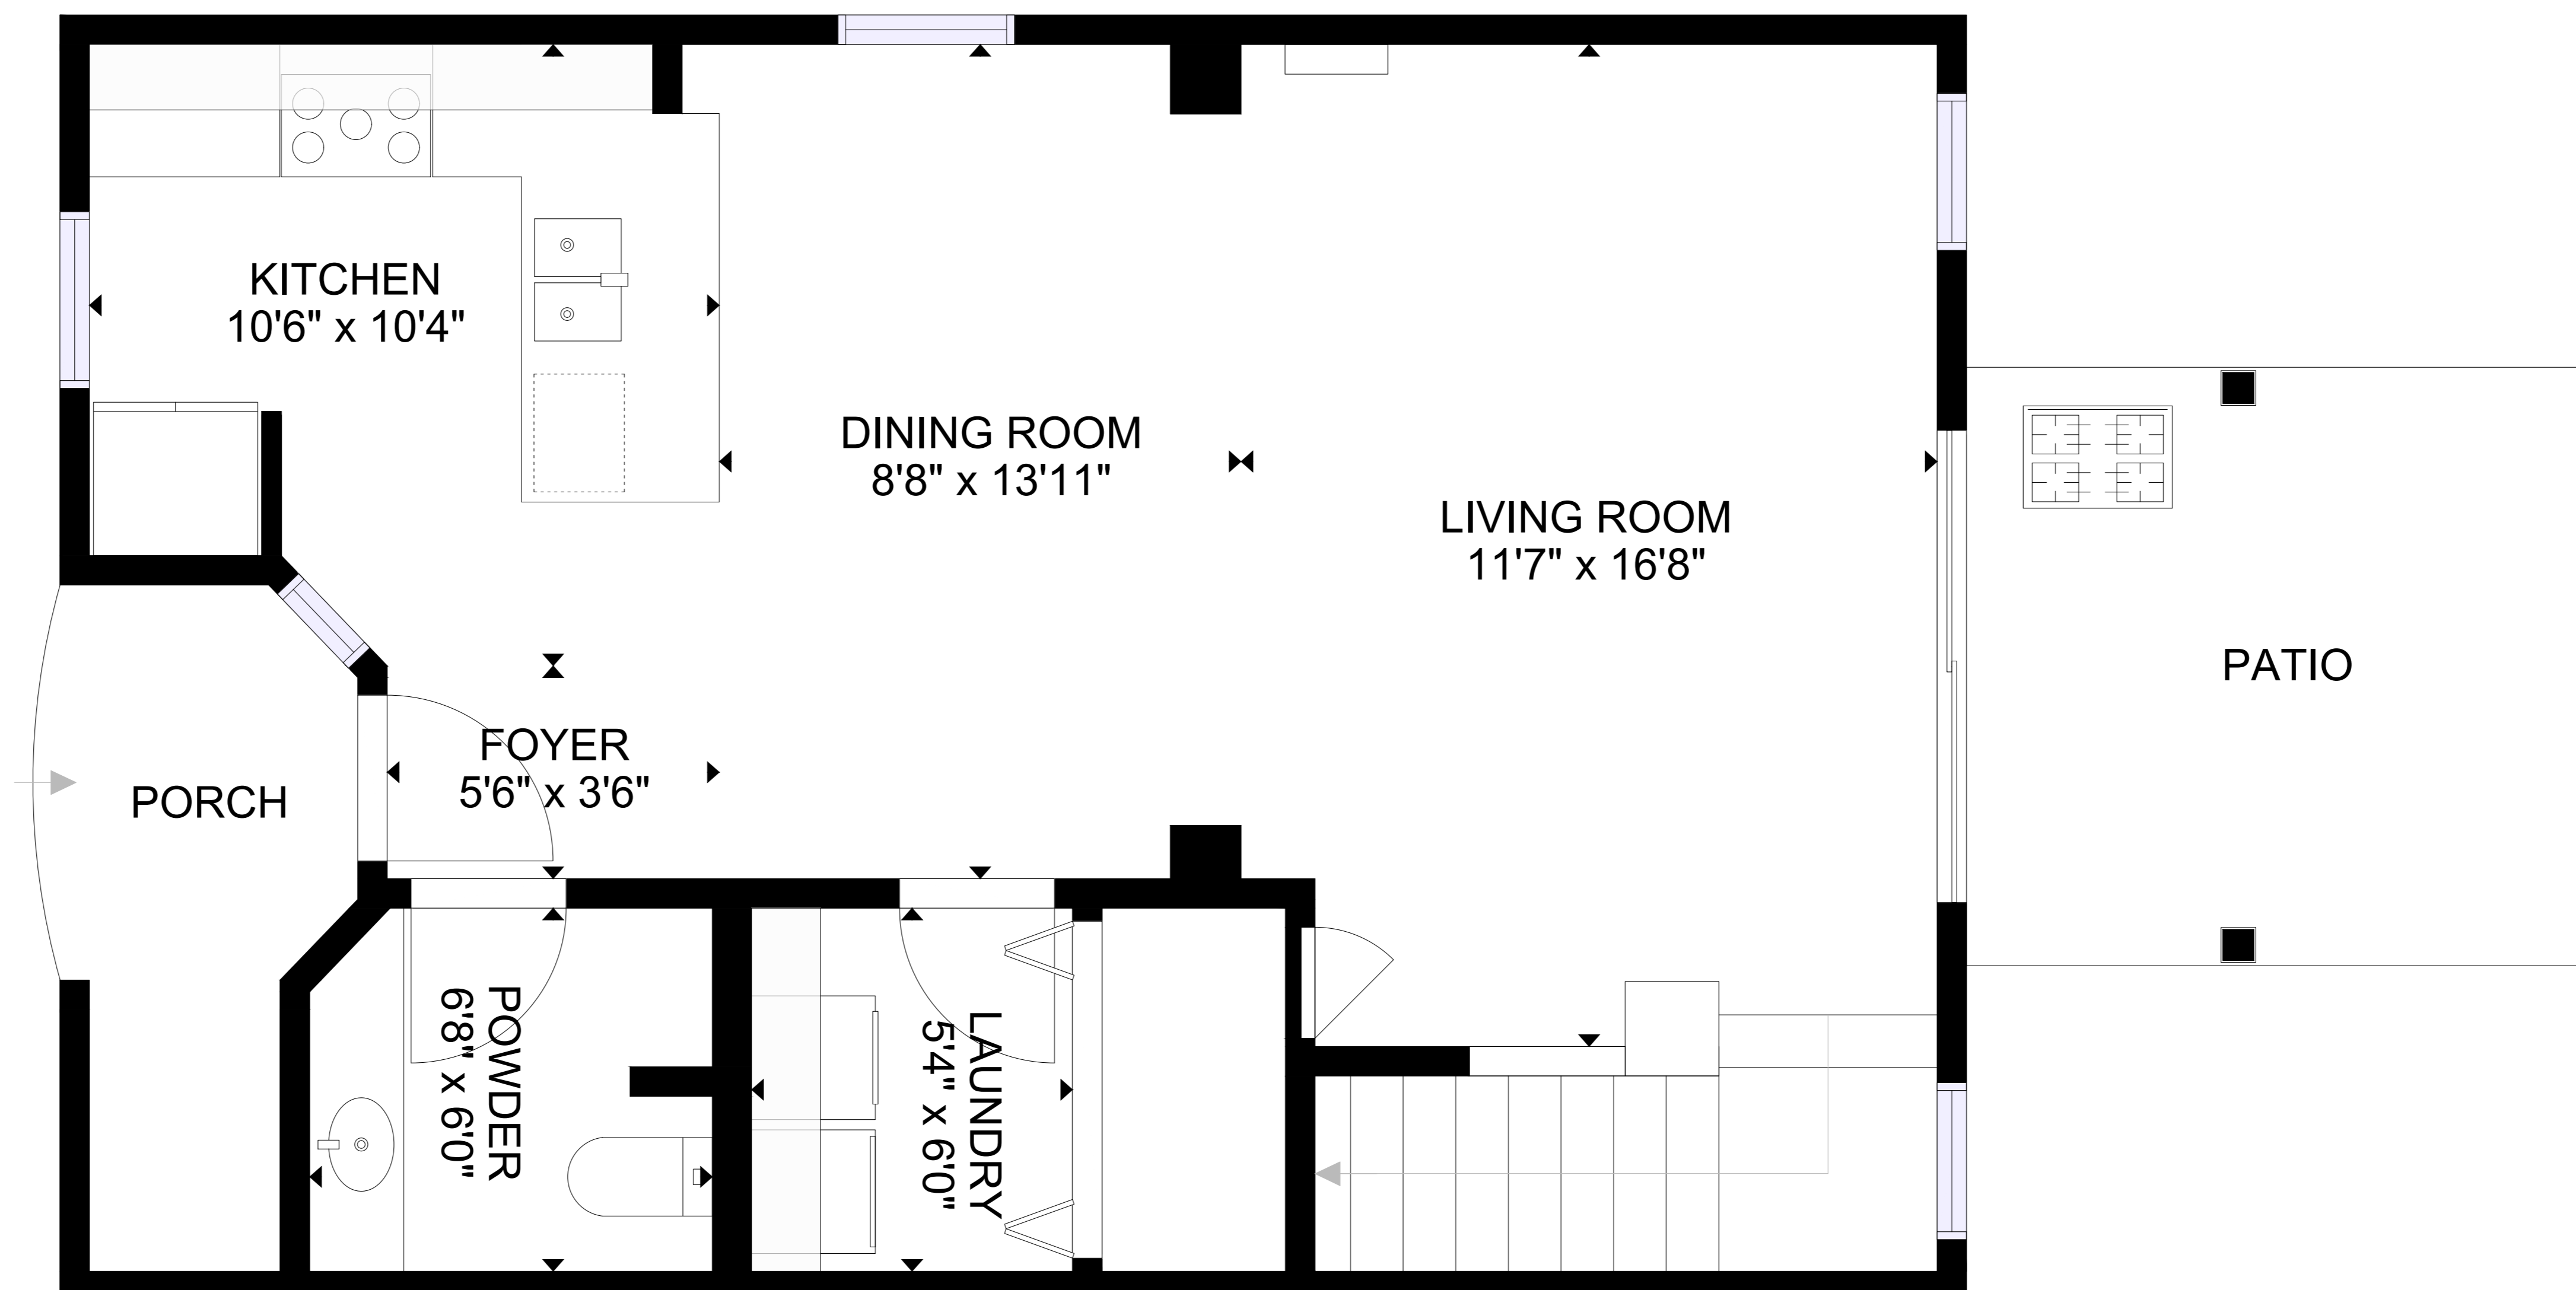 KITCHEN
10'6" x 10'4"
DINING ROOM
8'8" x 13'11"
LIVING ROOM
11'7" x 16'8"
PATIO
FOYER
5'6" x 3'6"
PORCH
POWDER
6'8" x 6'0"
LAUNDRY
5'4" x 6'0"